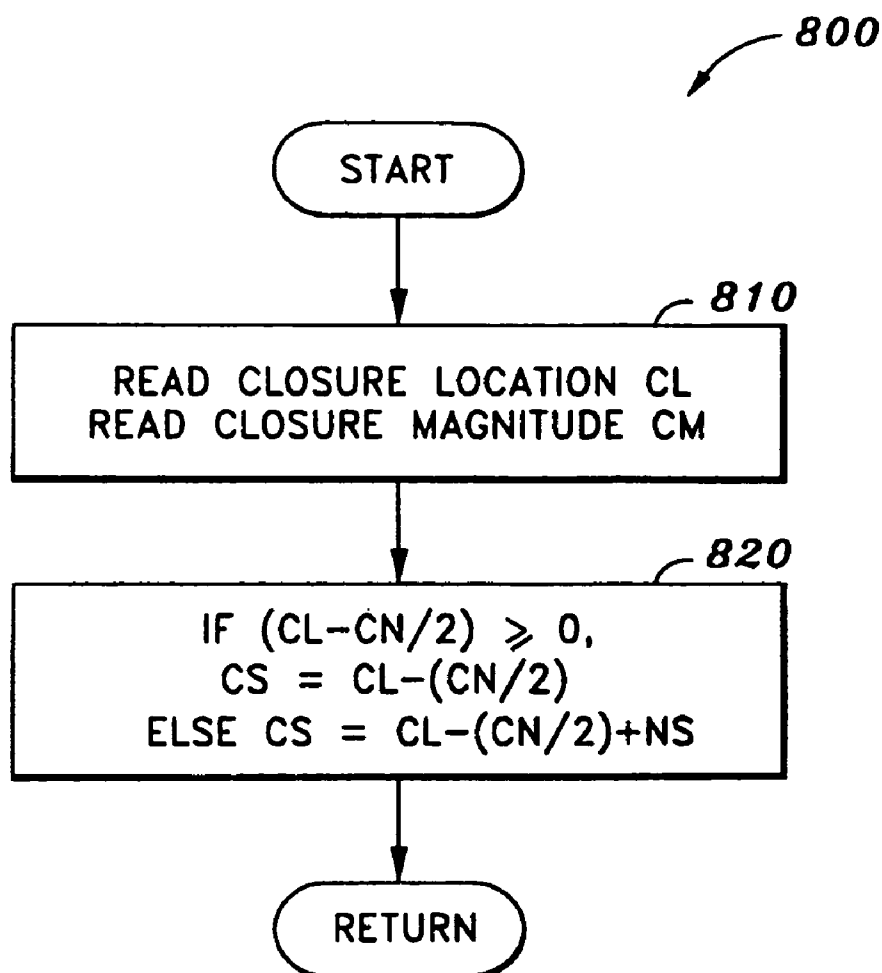 800
START
810
READ CLOSURE LOCATION CL
READ CLOSURE MAGNITUDE CM
820
IF (CL-CN/2) ⩾ 0,
CS = CL-(CN/2)
ELSE CS = CL-(CN/2)+NS
RETURN